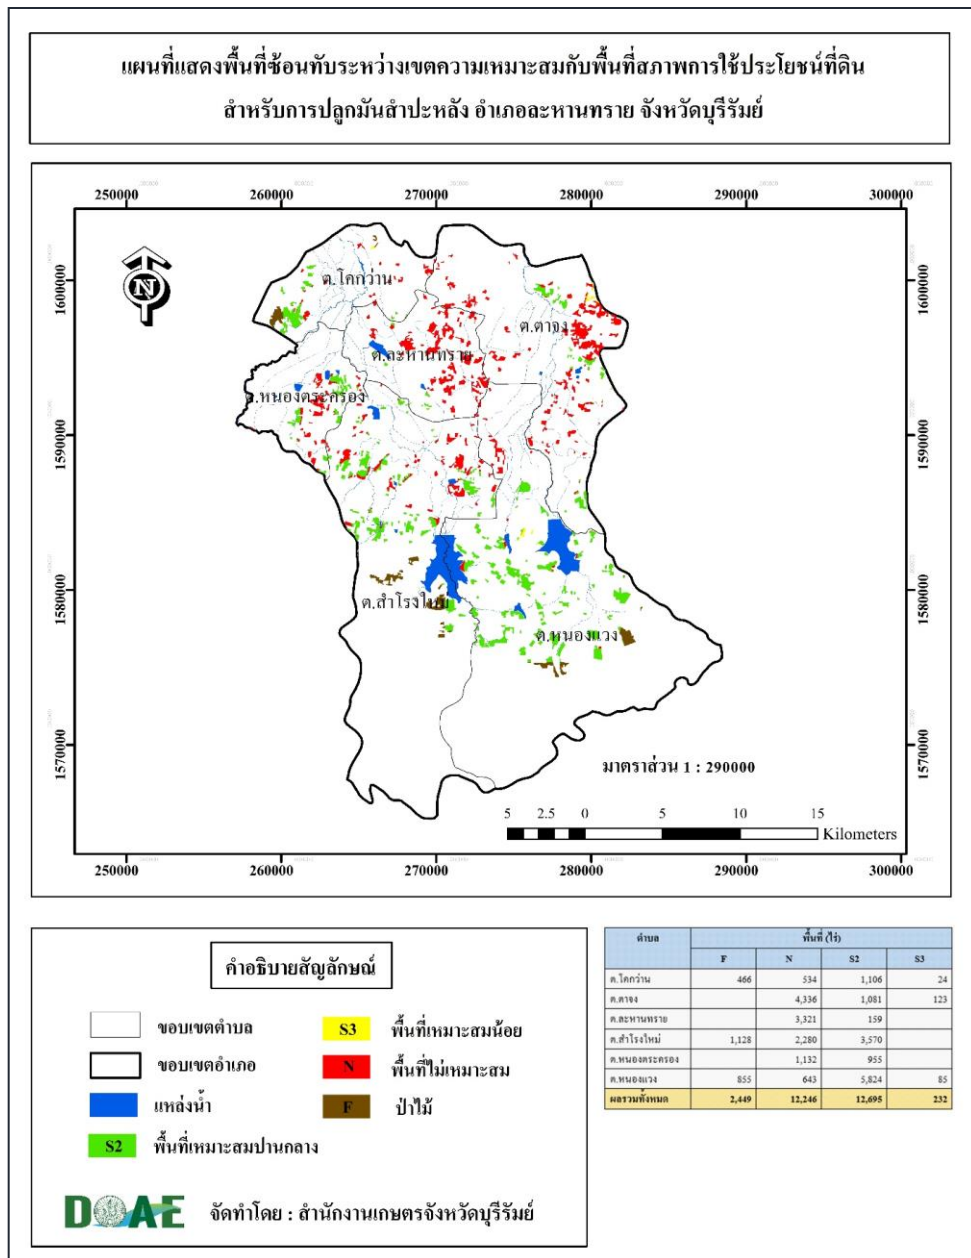 แผนที่แสดงพื้นที่ซ้อนทับระหว่างเขตความเหมาะสมกับพื้นที่สภาพการใช้ประโยชน์ที่ดิน
สำหรับการปลูกมันสำปะหลัง อำเภอละหานทราย จังหวัดบุรีรัมย์
250000 260000 270000 280000 290000 300000
1600000 1600000
1590000 1590000
1580000 1580000
1570000 1570000
N
ต.โคกว่าน
ต.ตาจง
ต.ละหานทราย
ต.หนองตระครอง
ต.สำโรงใหม่
ต.หนองแวง
มาตราส่วน 1 : 290000
5 2.5 0 5 10 15
Kilometers
250000 260000 270000 280000 290000 300000
คำอธิบายสัญลักษณ์
ขอบเขตตำบล
ขอบเขตอำเภอ
แหล่งน้ำ
S2 พื้นที่เหมาะสมปานกลาง
S3 พื้นที่เหมาะสมน้อย
N พื้นที่ไม่เหมาะสม
F ป่าไม้
DOAE จัดทำโดย : สำนักงานเกษตรจังหวัดบุรีรัมย์
ตำบล พื้นที่ (ไร่)
F N S2 S3
ต.โคกว่าน 466 534 1,106 24
ต.ตาจง 4,336 1,081 123
ต.ละหานทราย 3,321 159
ต.สำโรงใหม่ 1,128 2,280 3,570
ต.หนองตระครอง 1,132 955
ต.หนองแวง 855 643 5,824 85
ผลรวมทั้งหมด 2,449 12,246 12,695 232